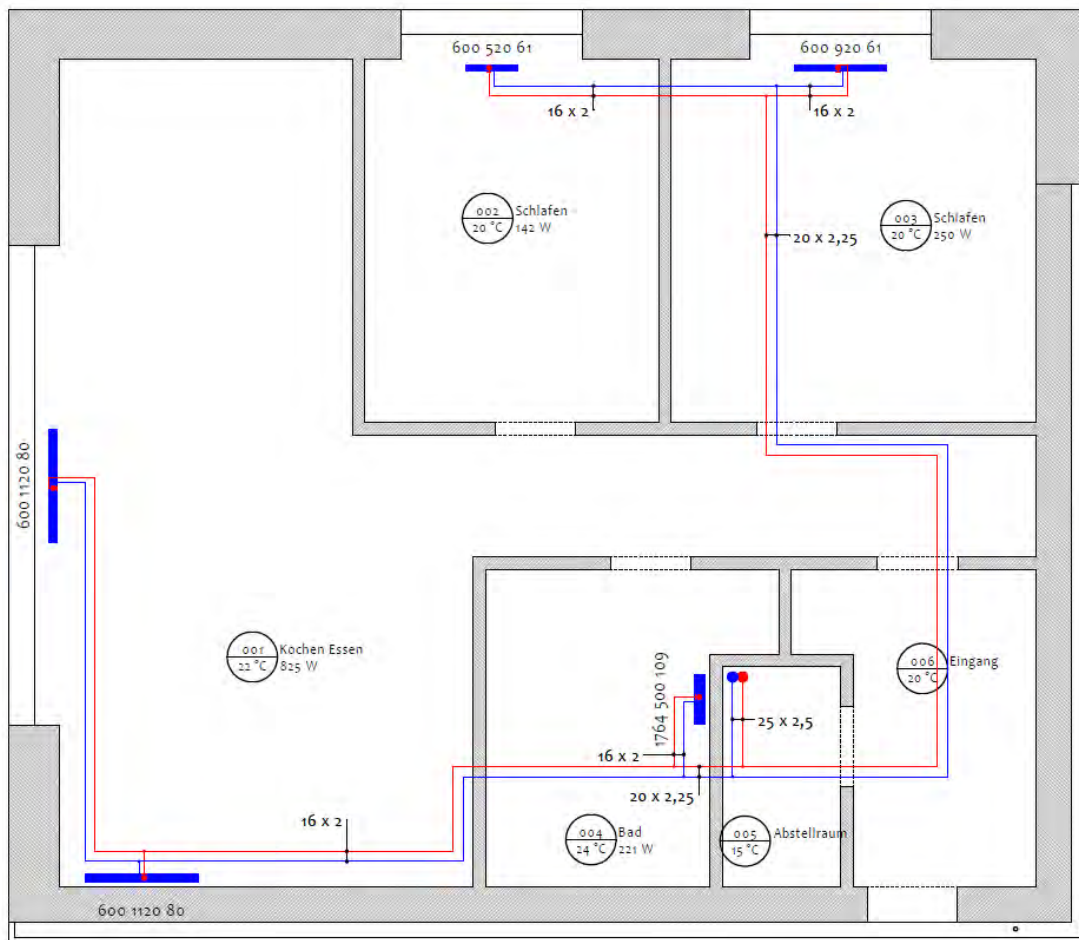 600 520 61
600 920 61
16 x 2
16 x 2
002
20 °C
Schlafen
142 W
003
20 °C
Schlafen
250 W
20 x 2,25
600 1120 80
001
22 °C
Kochen Essen
825 W
006
20 °C
Eingang
1764 500 109
25 x 2,5
16 x 2
20 x 2,25
16 x 2
004
24 °C
Bad
221 W
005
15 °C
Abstellraum
600 1120 80